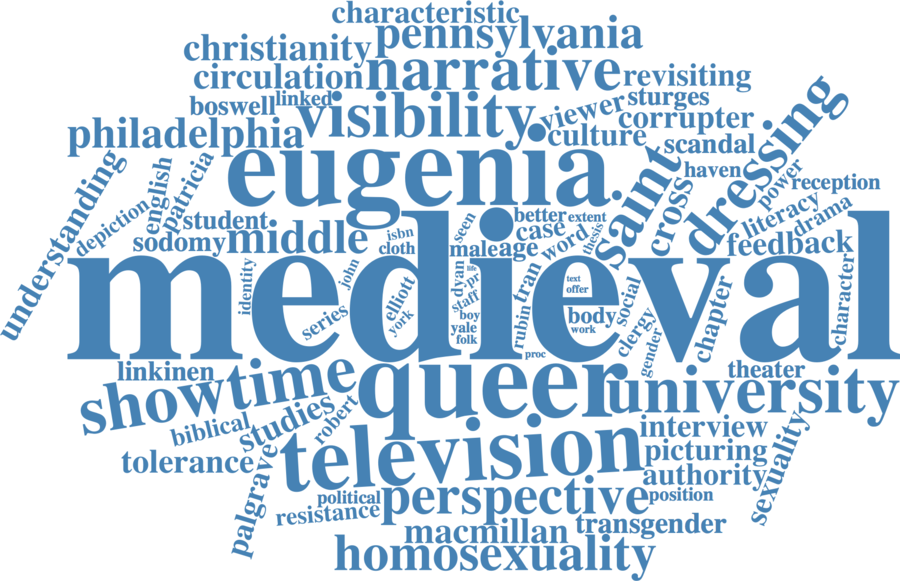 characteristic
pennsylvania
christianity
circulation
narrative
revisiting
boswell
linked
visibility
viewer
sturges
corrupter
philadelphia
culture
scandal
haven
understanding
depiction
english
patricia
eugenia
saint
cross
dressing
power
reception
literacy
drama
student
sodomy
middle
isbn
cloth
seen
male
age
better
extent
case
word
thesis
feedback
medieval
identity
john
series
elliott
york
dyan
life
pr
staff
boy
yale
folk
tran
rubin
proc
text
offer
body
work
social
clergy
gender
chapter
character
linkinen
showtime
queer
university
theater
biblical
studies
robert
tolerance
palgrave
television
interview
picturing
authority
sexuality
political
resistance
perspective
position
macmillan
transgender
homosexuality